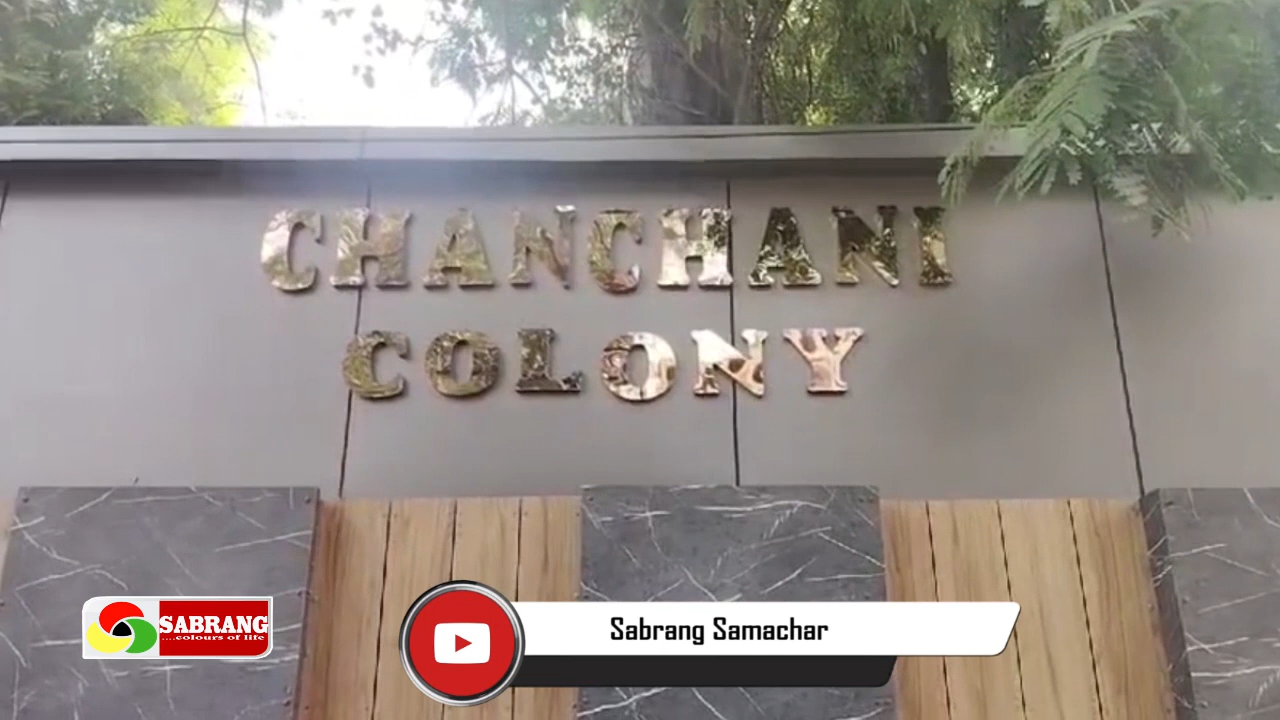 CHANCHANI
COLONY
SABRANG
....colours of life
Sabrang Samachar